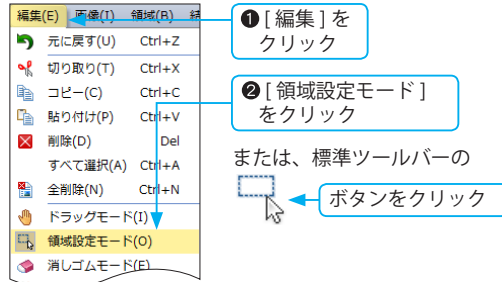 編集(E) 画像(I) 領域(R)
元に戻す(U) Ctrl+Z
切り取り(T) Ctrl+X
コピー(C) Ctrl+C
貼り付け(P) Ctrl+V
削除(D) Del
すべて選択(A) Ctrl+A
全削除(N) Ctrl+N
ドラッグモード(I)
領域設定モード(O)
消しゴムモード(E)
❶ [ 編集 ] を
クリック
❷ [ 領域設定モード ]
をクリック
または、標準ツールバーの
ボタンをクリック